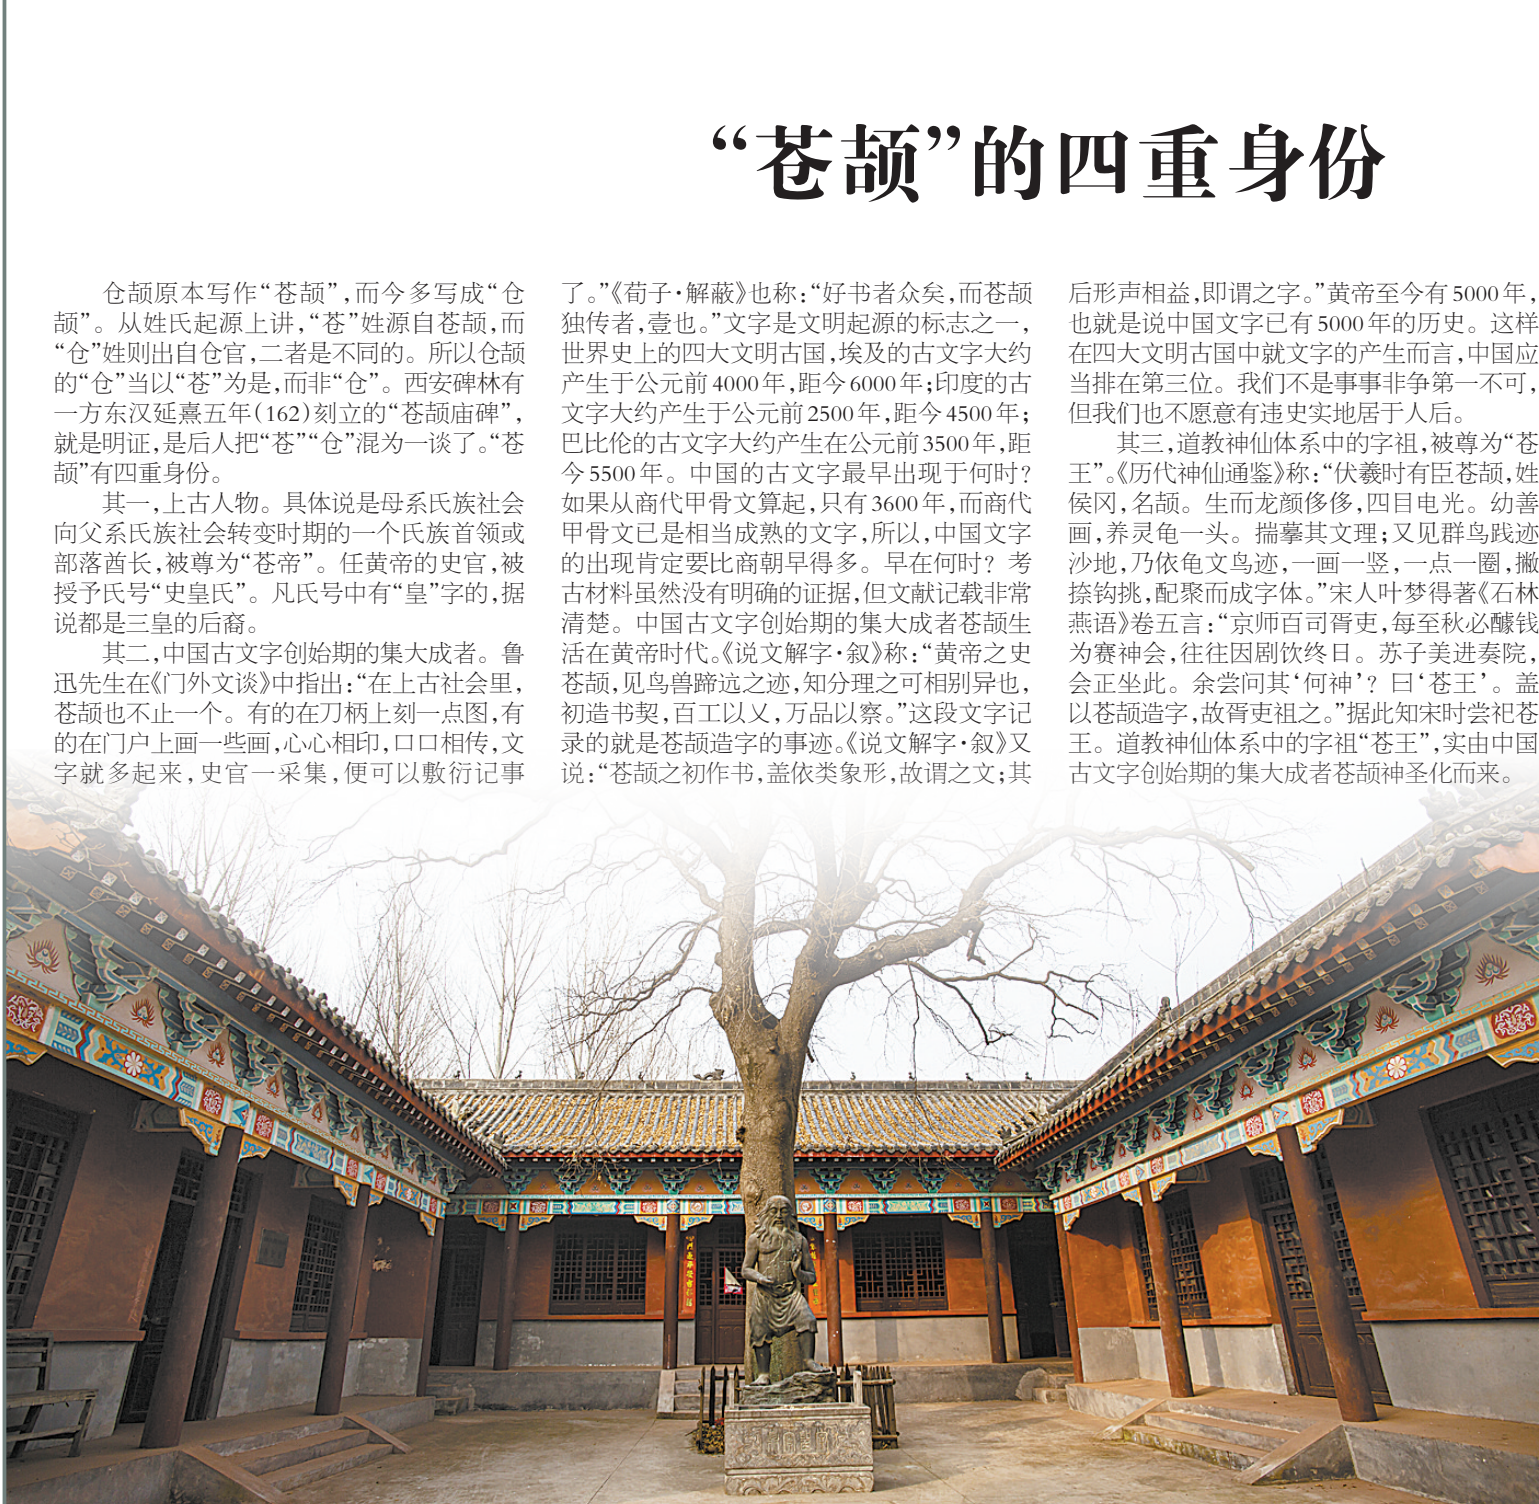 “苍颉”的四重身份
仓颉原本写作“苍颉”,而今多写成“仓
颉”。从姓氏起源上讲,“苍”姓源自苍颉,而
“仓”姓则出自仓官,二者是不同的。所以仓颉
的“仓”当以“苍”为是,而非“仓”。西安碑林有
一方东汉延熹五年(162)刻立的“苍颉庙碑”,
就是明证,是后人把“苍”“仓”混为一谈了。“苍
颉”有四重身份。
其一,上古人物。具体说是母系氏族社会
向父系氏族社会转变时期的一个氏族首领或
部落酋长,被尊为“苍帝”。任黄帝的史官,被
授予氏号“史皇氏”。凡氏号中有“皇”字的,据
说都是三皇的后裔。
其二,中国古文字创始期的集大成者。鲁
迅先生在《门外文谈》中指出:“在上古社会里,
苍颉也不止一个。有的在刀柄上刻一点图,有
的在门户上画一些画,心心相印,口口相传,文
字就多起来,史官一采集,便可以敷衍记事
了。”《荀子·解蔽》也称:“好书者众矣,而苍颉
独传者,壹也。”文字是文明起源的标志之一,
世界史上的四大文明古国,埃及的古文字大约
产生于公元前4000年,距今6000年;印度的古
文字大约产生于公元前2500年,距今4500年;
巴比伦的古文字大约产生在公元前3500年,距
今5500年。中国的古文字最早出现于何时?
如果从商代甲骨文算起,只有3600年,而商代
甲骨文已是相当成熟的文字,所以,中国文字
的出现肯定要比商朝早得多。早在何时?考
古材料虽然没有明确的证据,但文献记载非常
清楚。中国古文字创始期的集大成者苍颉生
活在黄帝时代。《说文解字·叙》称:“黄帝之史
苍颉,见鸟兽蹄迒之迹,知分理之可相别异也,
初造书契,百工以乂,万品以察。”这段文字记
录的就是苍颉造字的事迹。《说文解字·叙》又
说:“苍颉之初作书,盖依类象形,故谓之文;其
后形声相益,即谓之字。”黄帝至今有5000年,
也就是说中国文字已有5000年的历史。这样
在四大文明古国中就文字的产生而言,中国应
当排在第三位。我们不是事事非争第一不可,
但我们也不愿意有违史实地居于人后。
其三,道教神仙体系中的字祖,被尊为“苍
王”。《历代神仙通鉴》称:“伏羲时有臣苍颉,姓
侯冈,名颉。生而龙颜侈侈,四目电光。幼善
画,养灵龟一头。揣摹其文理;又见群鸟践迹
沙地,乃依龟文鸟迹,一画一竖,一点一圈,撇
捺钩挑,配聚而成字体。”宋人叶梦得著《石林
燕语》卷五言:“京师百司胥吏,每至秋必醵钱
为赛神会,往往因剧饮终日。苏子美进奏院,
会正坐此。余尝问其‘何神’?曰‘苍王’。盖
以苍颉造字,故胥吏祖之。”据此知宋时尝祀苍
王。道教神仙体系中的字祖“苍王”,实由中国
古文字创始期的集大成者苍颉神圣化而来。